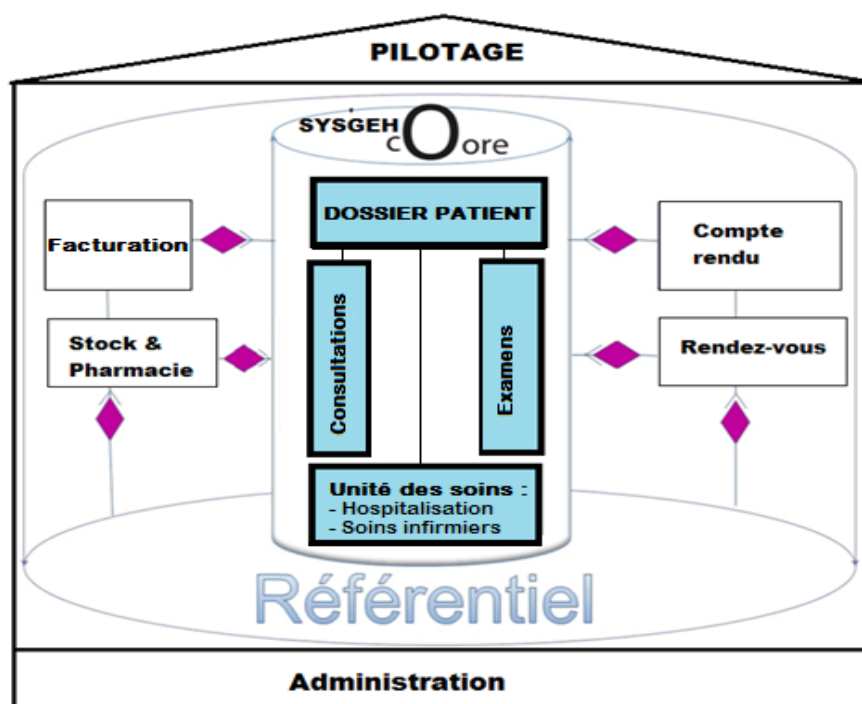 PILOTAGE
SYSGEH
cOore
DOSSIER PATIENT
Facturation
Compte
rendu
Stock &
Pharmacie
Consultations
Examens
Rendez-vous
Unité des soins :
- Hospitalisation
- Soins infirmiers
Référentiel
Administration